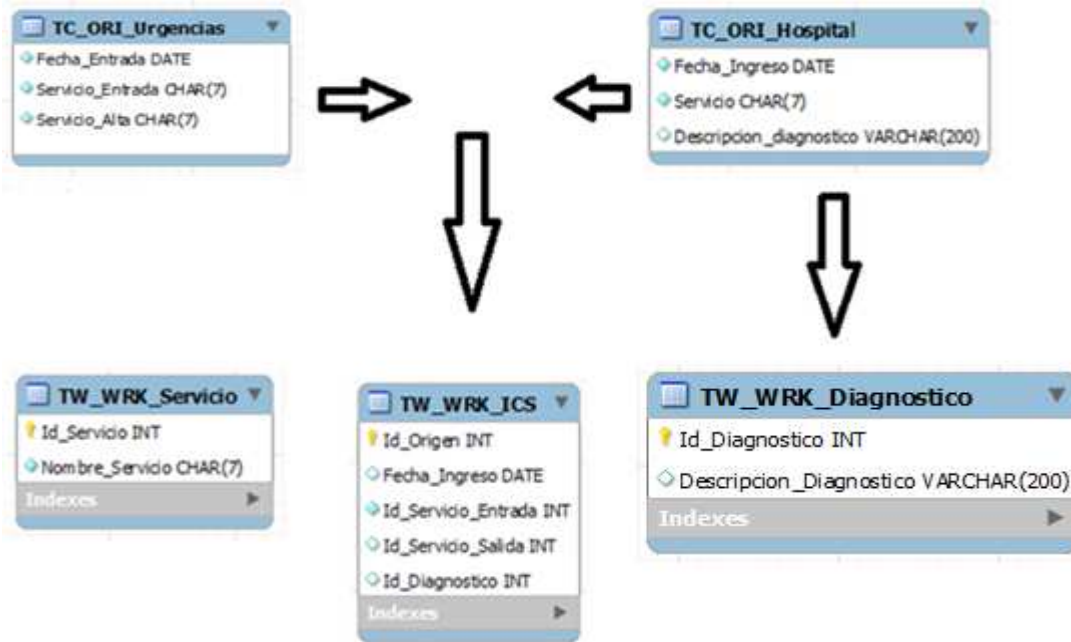 TC_ORI_Urgencias
Fecha_Entrada DATE
Servicio_Entrada CHAR(7)
Servicio_Alta CHAR(7)
TC_ORI_Hospital
Fecha_Ingreso DATE
Servicio CHAR(7)
Descripcion_diagnostico VARCHAR(200)
TW_WRK_Servicio
Id_Servicio INT
Nombre_Servicio CHAR(7)
Indexes
TW_WRK_ICS
Id_Origen INT
Fecha_Ingreso DATE
Id_Servicio_Entrada INT
Id_Servicio_Salida INT
Id_Diagnostico INT
Indexes
TW_WRK_Diagnostico
Id_Diagnostico INT
Descripcion_Diagnostico VARCHAR(200)
Indexes